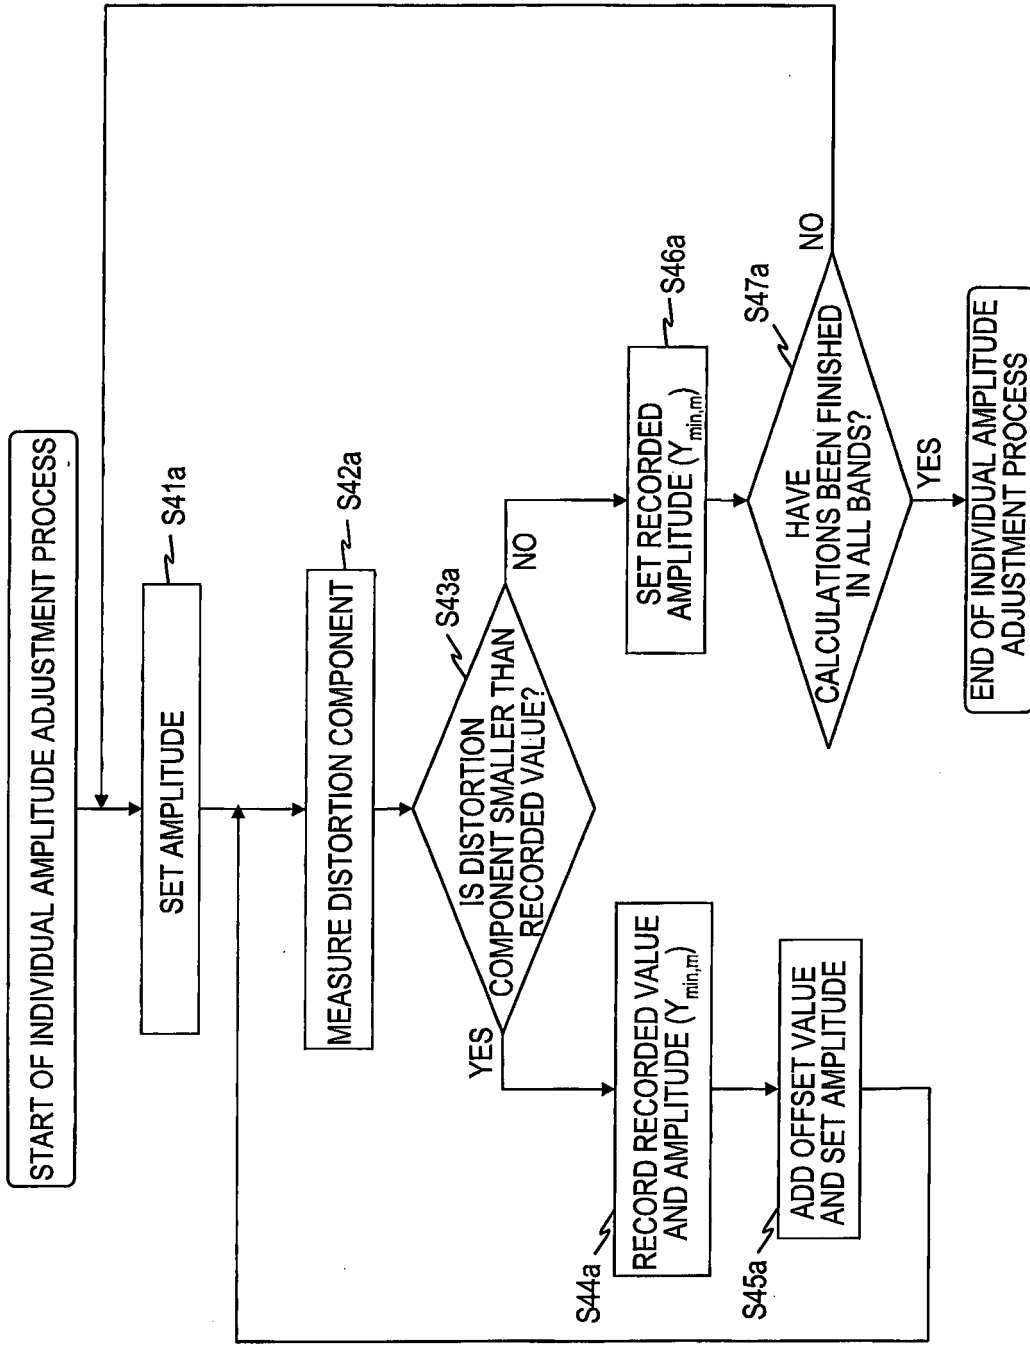 START OF INDIVIDUAL AMPLITUDE ADJUSTMENT PROCESS
SET AMPLITUDE
S41a
MEASURE DISTORTION COMPONENT
S42a
IS DISTORTION
COMPONENT SMALLER THAN
RECORDED VALUE?
S43a
YES
NO
RECORD RECORDED VALUE
AND AMPLITUDE (Ymin,m)
S44a
ADD OFFSET VALUE
AND SET AMPLITUDE
S45a
SET RECORDED
AMPLITUDE (Ymin,m)
S46a
HAVE
CALCULATIONS BEEN FINISHED
IN ALL BANDS?
S47a
NO
YES
END OF INDIVIDUAL AMPLITUDE
ADJUSTMENT PROCESS